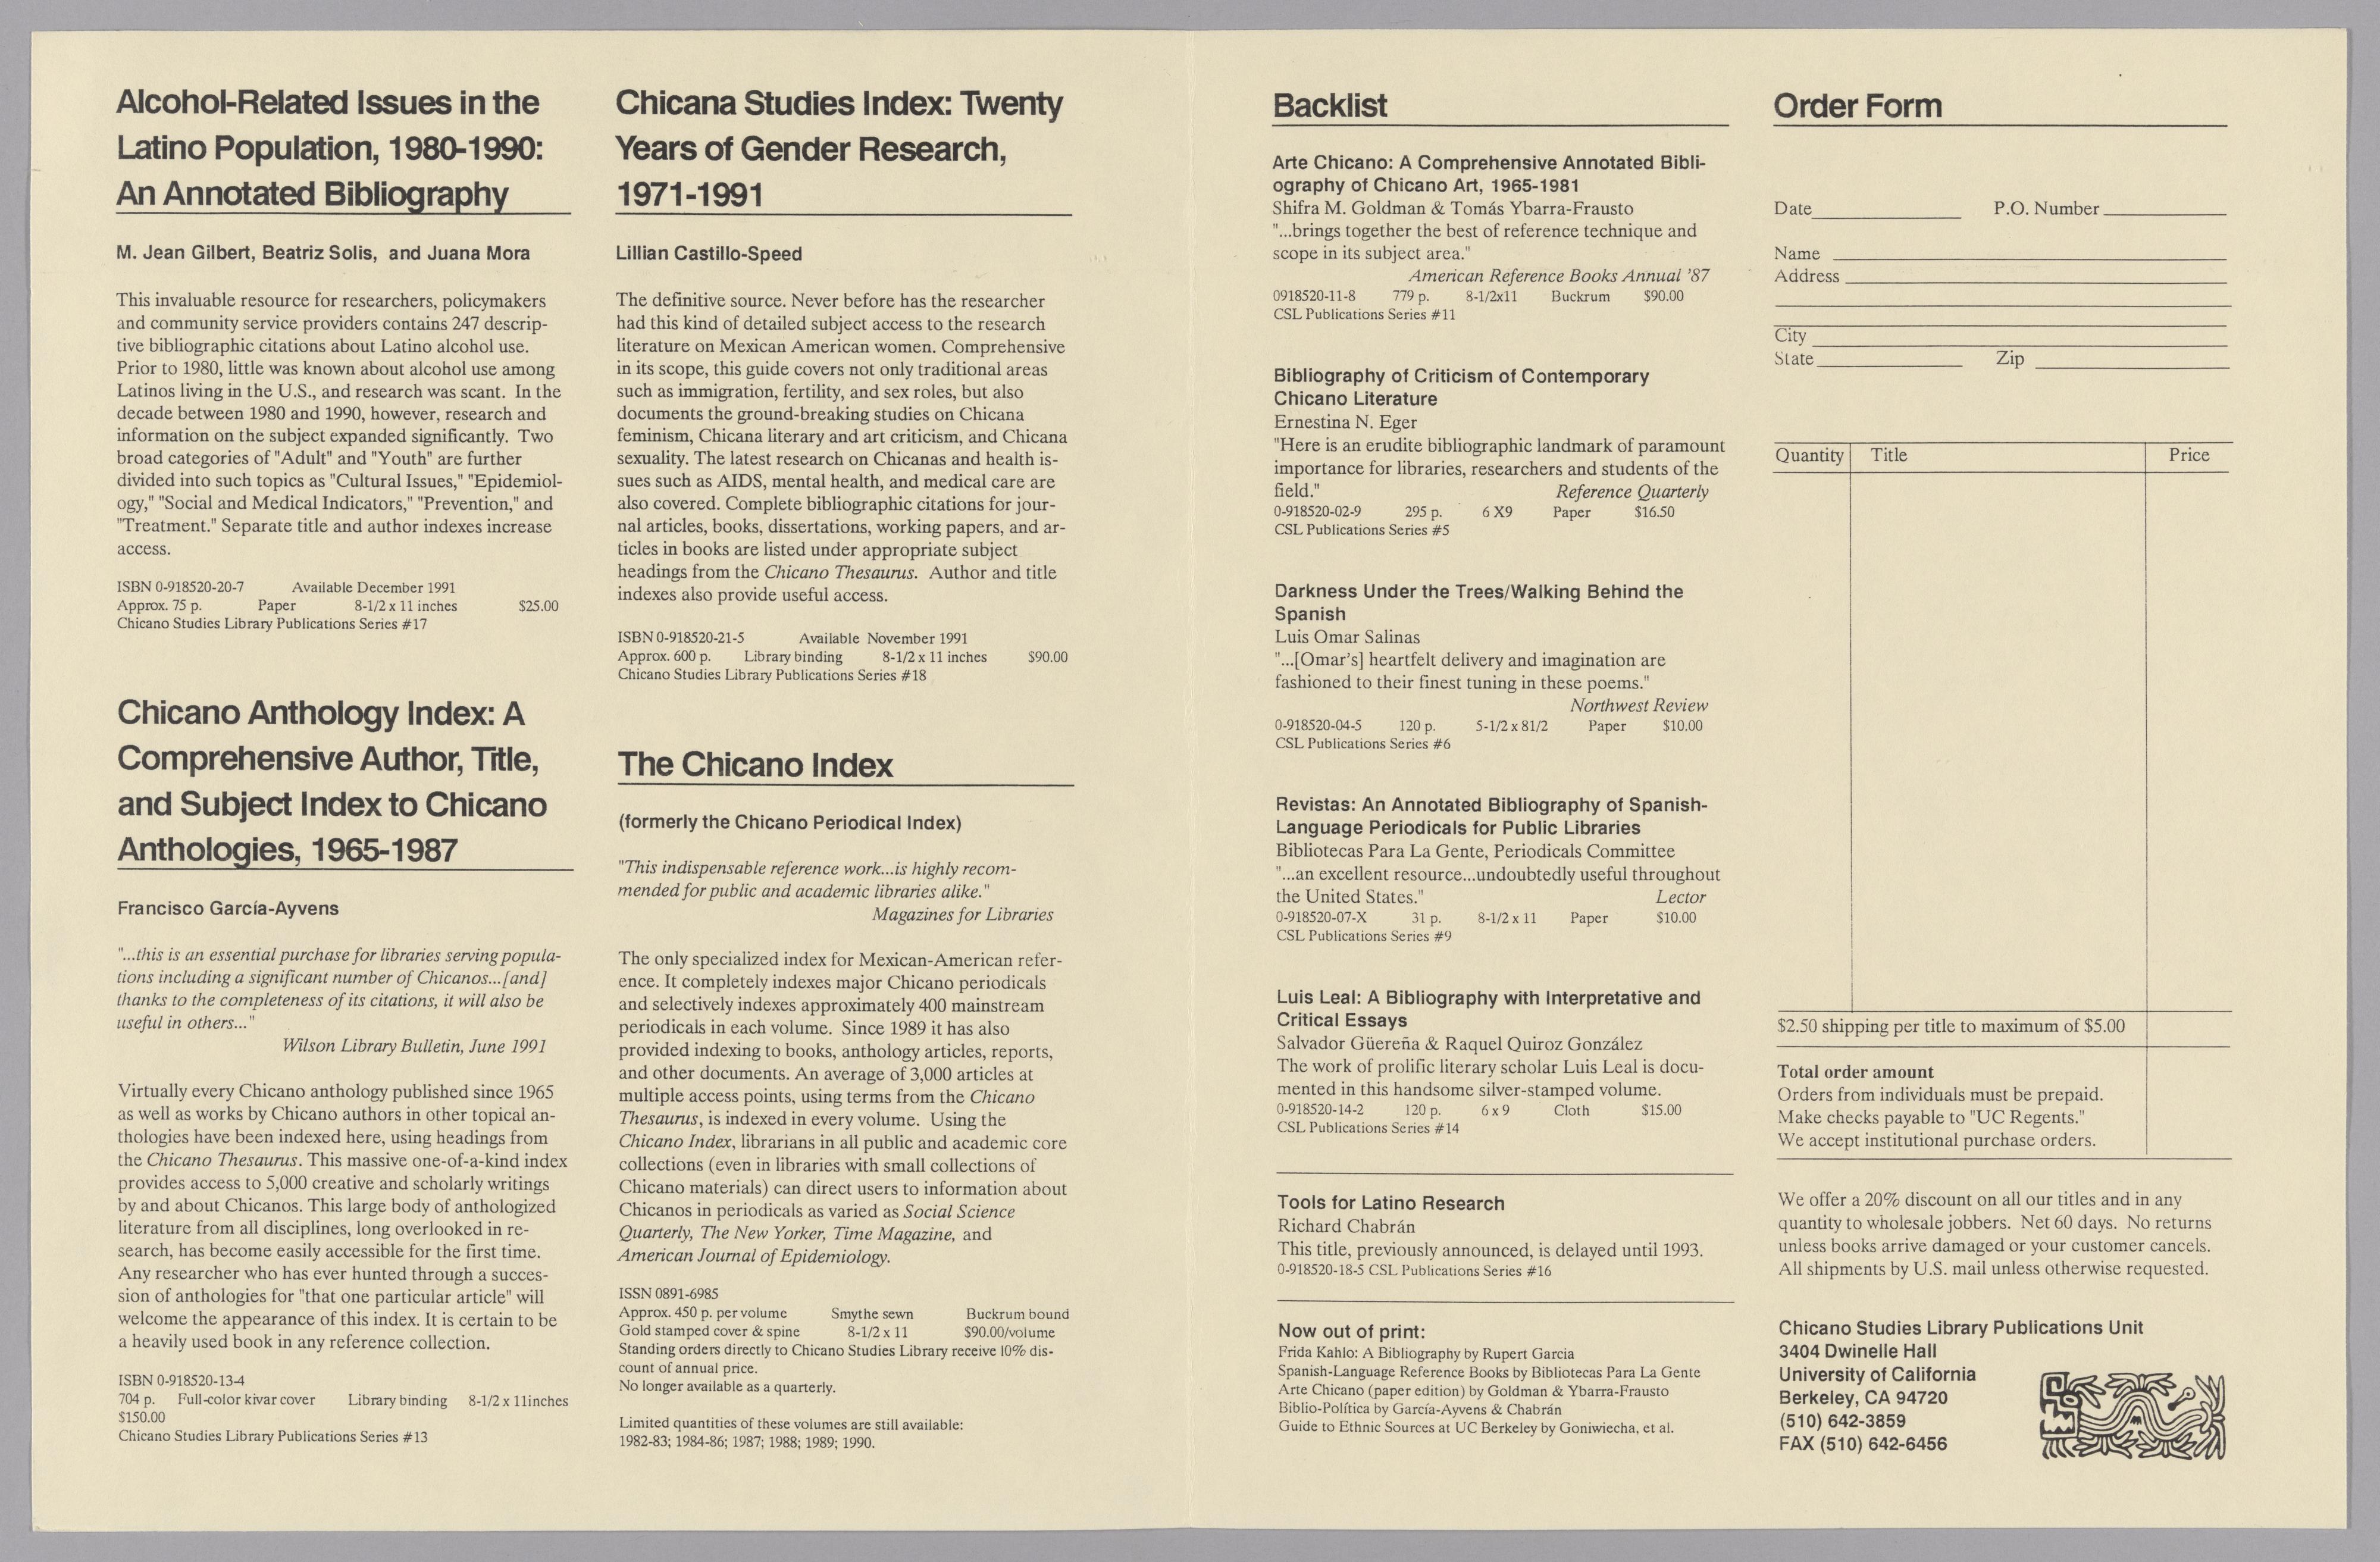 Alcohol-Related Issues in the
Latino Population, 1980-1990:
An Annotated Bibliography
M. Jean Gilbert, Beatriz Solis, and Juana Mora
This invaluable resource for researchers, policymakers
and community service providers contains 247 descrip-
tive bibliographic citations about Latino alcohol use.
Prior to 1980, little was known about alcohol use among
Latinos living in the U.S., and research was scant. In the
decade between 1980 and 1990, however, research and
information on the subject expanded significantly. Two
broad categories of "Adult" and "Youth" are further
divided into such topics as "Cultural Issues," "Epidemiol-
ogy," "Social and Medical Indicators," "Prevention," and
"Treatment." Separate title and author indexes increase
access.
ISBN 0-918520-20-7 Available December 1991
Approx. 75 p. Paper 8-1/2 x 11 inches $25.00
Chicano Studies Library Publications Series #17
Chicano Anthology Index: A
Comprehensive Author, Title,
and Subject Index to Chicano
Anthologies, 1965-1987
Francisco García-Ayvens
"...this is an essential purchase for libraries serving popula-
tions including a significant number of Chicanos...[and]
thanks to the completeness of its citations, it will also be
useful in others..."
Wilson Library Bulletin, June 1991
Virtually every Chicano anthology published since 1965
as well as works by Chicano authors in other topical an-
thologies have been indexed here, using headings from
the Chicano Thesaurus. This massive one-of-a-kind index
provides access to 5,000 creative and scholarly writings
by and about Chicanos. This large body of anthologized
literature from all disciplines, long overlooked in re-
search, has become easily accessible for the first time.
Any researcher who has ever hunted through a succes-
sion of anthologies for "that one particular article" will
welcome the appearance of this index. It is certain to be
a heavily used book in any reference collection.
ISBN 0-918520-13-4
704 p. Full-color kivar cover Library binding 8-1/2 x 11inches
$150.00
Chicano Studies Library Publications Series #13
Chicana Studies Index: Twenty
Years of Gender Research,
1971-1991
Lillian Castillo-Speed
The definitive source. Never before has the researcher
had this kind of detailed subject access to the research
literature on Mexican American women. Comprehensive
in its scope, this guide covers not only traditional areas
such as immigration, fertility, and sex roles, but also
documents the ground-breaking studies on Chicana
feminism, Chicana literary and art criticism, and Chicana
sexuality. The latest research on Chicanas and health is-
sues such as AIDS, mental health, and medical care are
also covered. Complete bibliographic citations for jour-
nal articles, books, dissertations, working papers, and ar-
ticles in books are listed under appropriate subject
headings from the Chicano Thesaurus. Author and title
indexes also provide useful access.
ISBN 0-918520-21-5 Available November 1991
Approx. 600 p. Library binding 8-1/2 x 11 inches $90.00
Chicano Studies Library Publications Series #18
The Chicano Index
(formerly the Chicano Periodical Index)
"This indispensable reference work...is highly recom-
mended for public and academic libraries alike."
Magazines for Libraries
The only specialized index for Mexican-American refer-
ence. It completely indexes major Chicano periodicals
and selectively indexes approximately 400 mainstream
periodicals in each volume. Since 1989 it has also
provided indexing to books, anthology articles, reports,
and other documents. An average of 3,000 articles at
multiple access points, using terms from the Chicano
Thesaurus, is indexed in every volume. Using the
Chicano Index, librarians in all public and academic core
collections (even in libraries with small collections of
Chicano materials) can direct users to information about
Chicanos in periodicals as varied as Social Science
Quarterly, The New Yorker, Time Magazine, and
American Journal of Epidemiology.
ISSN 0891-6985
Approx. 450 p. per volume Smythe sewn Buckrum bound
Gold stamped cover & spine 8-1/2 x 11 $90.00/volume
Standing orders directly to Chicano Studies Library receive 10% dis-
count of annual price.
No longer available as a quarterly.
Limited quantities of these volumes are still available:
1982-83; 1984-86; 1987; 1988; 1989; 1990.
Backlist
Arte Chicano: A Comprehensive Annotated Bibli-
ography of Chicano Art, 1965-1981
Shifra M. Goldman & Tomás Ybarra-Frausto
"...brings together the best of reference technique and
scope in its subject area."
American Reference Books Annual '87
0918520-11-8 779 p. 8-1/2x11 Buckrum $90.00
CSL Publications Series #11
Bibliography of Criticism of Contemporary
Chicano Literature
Ernestina N. Eger
"Here is an erudite bibliographic landmark of paramount
importance for libraries, researchers and students of the
field." Reference Quarterly
0-918520-02-9 295 p. 6 X9 Paper $16.50
CSL Publications Series #5
Darkness Under the Trees/Walking Behind the
Spanish
Luis Omar Salinas
"...[Omar's] heartfelt delivery and imagination are
fashioned to their finest tuning in these poems."
Northwest Review
0-918520-04-5 120 p. 5-1/2 x 81/2 Paper $10.00
CSL Publications Series #6
Revistas: An Annotated Bibliography of Spanish-
Language Periodicals for Public Libraries
Bibliotecas Para La Gente, Periodicals Committee
"...an excellent resource...undoubtedly useful throughout
the United States." Lector
0-918520-07-X 31 p. 8-1/2 x 11 Paper $10.00
CSL Publications Series #9
Luis Leal: A Bibliography with Interpretative and
Critical Essays
Salvador Güereña & Raquel Quiroz González
The work of prolific literary scholar Luis Leal is docu-
mented in this handsome silver-stamped volume.
0-918520-14-2 120 p. 6 x 9 Cloth $15.00
CSL Publications Series #14
Tools for Latino Research
Richard Chabrán
This title, previously announced, is delayed until 1993.
0-918520-18-5 CSL Publications Series #16
Now out of print:
Frida Kahlo: A Bibliography by Rupert Garcia
Spanish-Language Reference Books by Bibliotecas Para La Gente
Arte Chicano (paper edition) by Goldman & Ybarra-Frausto
Biblio-Política by García-Ayvens & Chabrán
Guide to Ethnic Sources at UC Berkeley by Goniwiecha, et al.
Order Form
Date P.O. Number
Name
Address
City
State Zip
Quantity Title Price
$2.50 shipping per title to maximum of $5.00
Total order amount
Orders from individuals must be prepaid.
Make checks payable to "UC Regents."
We accept institutional purchase orders.
We offer a 20% discount on all our titles and in any
quantity to wholesale jobbers. Net 60 days. No returns
unless books arrive damaged or your customer cancels.
All shipments by U.S. mail unless otherwise requested.
Chicano Studies Library Publications Unit
3404 Dwinelle Hall
University of California
Berkeley, CA 94720
(510) 642-3859
FAX (510) 642-6456